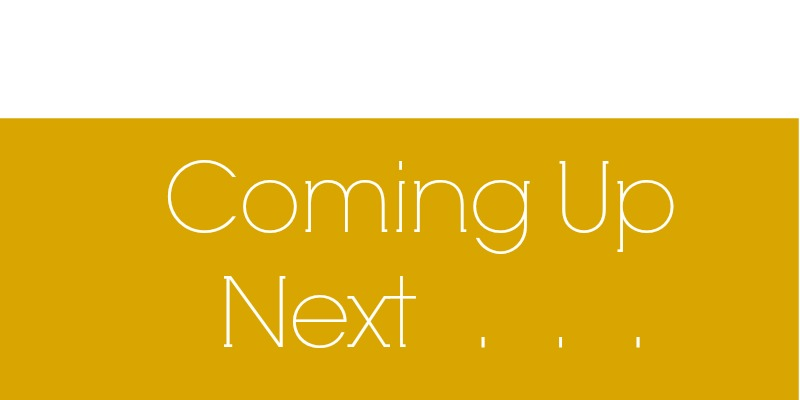 Coming Up
Next . . .